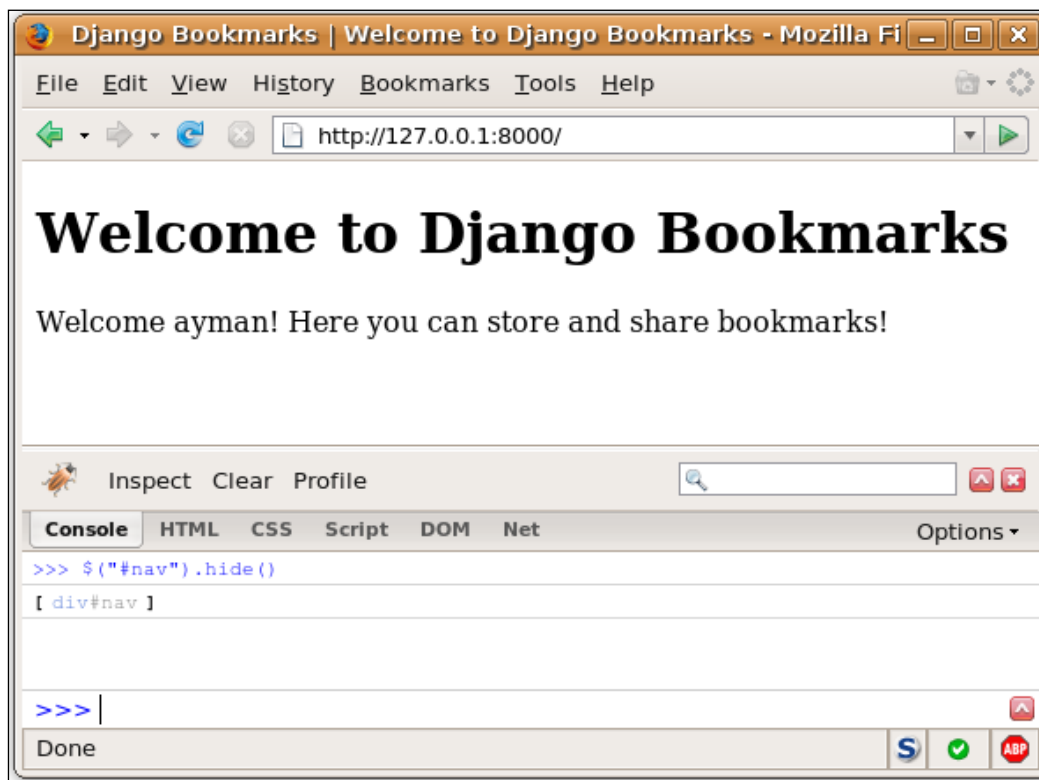 Django Bookmarks | Welcome to Django Bookmarks - Mozilla Fi
File Edit View History Bookmarks Tools Help
http://127.0.0.1:8000/
Welcome to Django Bookmarks
Welcome ayman! Here you can store and share bookmarks!
Inspect Clear Profile
Console HTML CSS Script DOM Net Options
>>> $("#nav").hide()
[ div#nav ]
>>>
Done S ABP